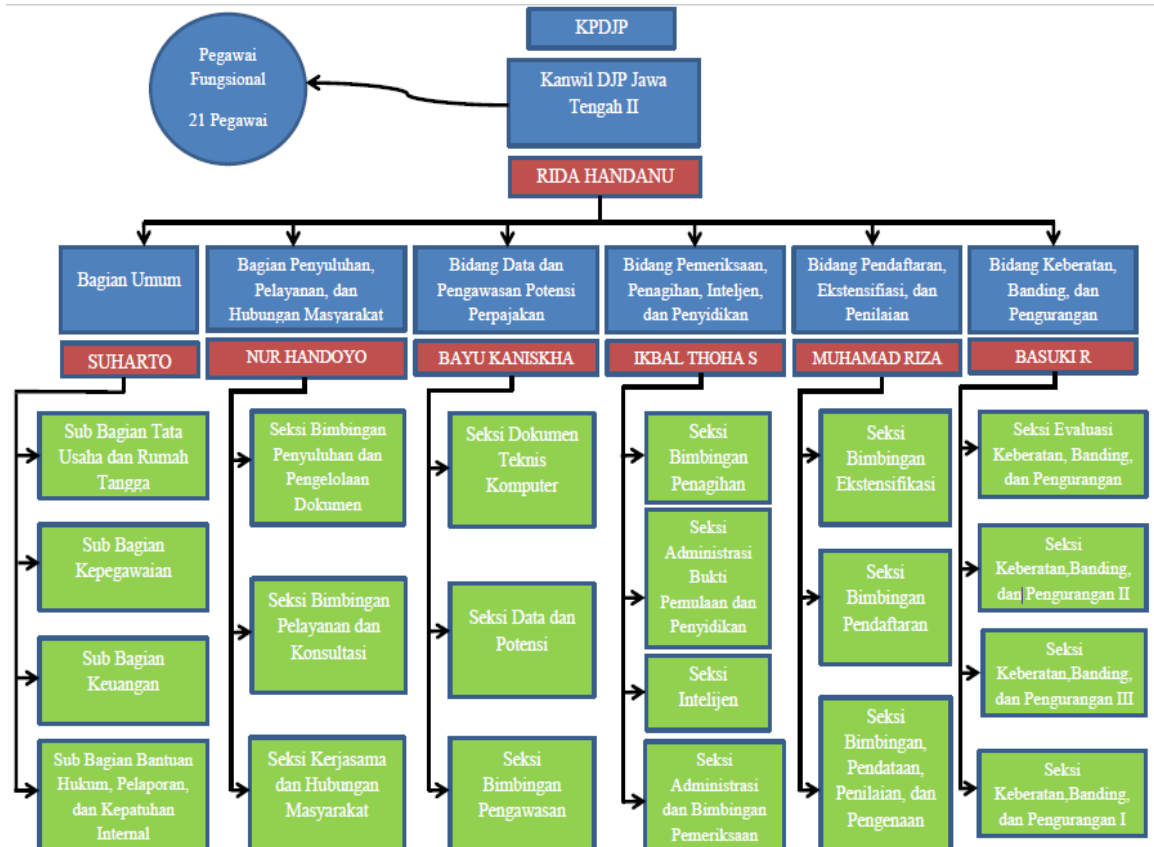 KPDJP
Pegawai
Fungsional
21 Pegawai
Kanwil DJP Jawa
Tengah II
RIDA HANDANU
Bagian Umum
SUHARTO
Sub Bagian Tata
Usaha dan Rumah
Tangga
Sub Bagian
Kepegawaian
Sub Bagian
Keuangan
Sub Bagian Bantuan
Hukum, Pelaporan,
dan Kepatuhan
Internal
Bagian Penyuluhan,
Pelayanan, dan
Hubungan Masyarakat
NUR HANDOYO
Seksi Bimbingan
Penyuluhan dan
Pengelolaan
Dokumen
Seksi Bimbingan
Pelayanan dan
Konsultasi
Seksi Kerjasama
dan Hubungan
Masyarakat
Bidang Data dan
Pengawasan Potensi
Perpajakan
BAYU KANISKHA
Seksi Dokumen
Teknis
Komputer
Seksi Data dan
Potensi
Seksi
Bimbingan
Pengawasan
Bidang Pemeriksaan,
Penagihan, Inteljen,
dan Penyidikan
IKBAL THOHA S
Seksi
Bimbingan
Penagihan
Seksi
Administrasi
Bukti
Pemulaan dan
Penyidikan
Seksi
Intelijen
Seksi
Administrasi
dan Bimbingan
Pemeriksaan
Bidang Pendaftaran,
Ekstensifiasi, dan
Penilaian
MUHAMAD RIZA
Seksi
Bimbingan
Ekstensifikasi
Seksi
Bimbingan
Pendaftaran
Seksi
Bimbingan,
Pendataan,
Penilaian, dan
Pengenaan
Bidang Keberatan,
Banding, dan
Pengurangan
BASUKI R
Seksi Evaluasi
Keberatan, Banding,
dan Pengurangan
Seksi
Keberatan,Banding,
dan Pengurangan II
Seksi
Keberatan,Banding,
dan Pengurangan III
Seksi
Keberatan,Banding,
dan Pengurangan I